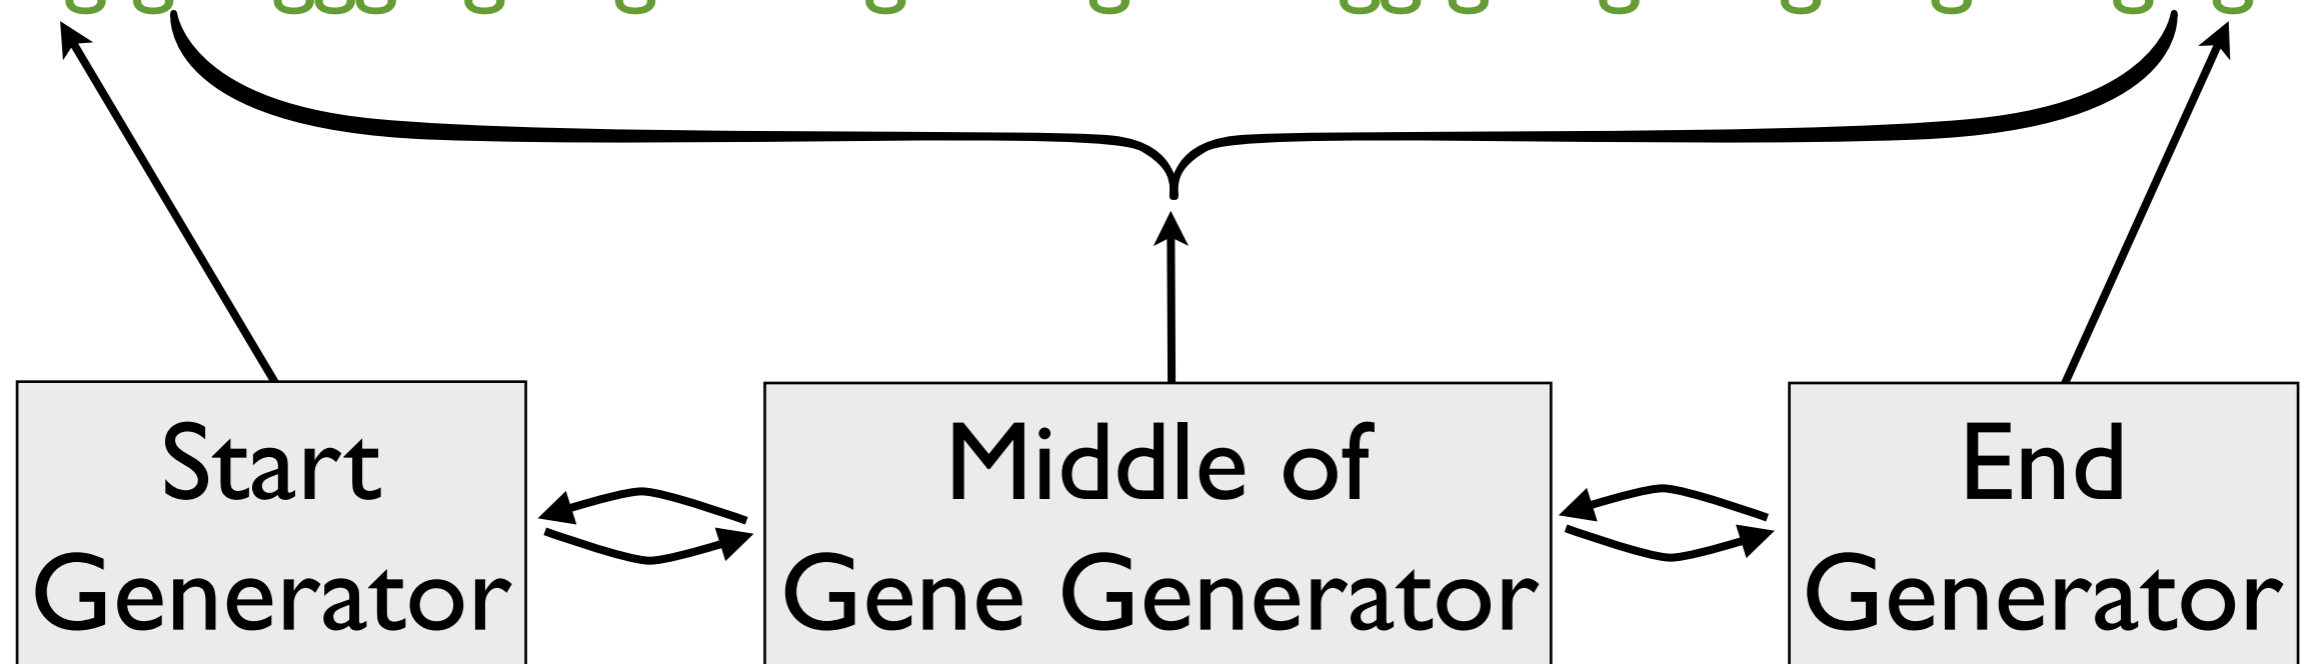 Start
Generator
Middle of
Gene Generator
End
Generator